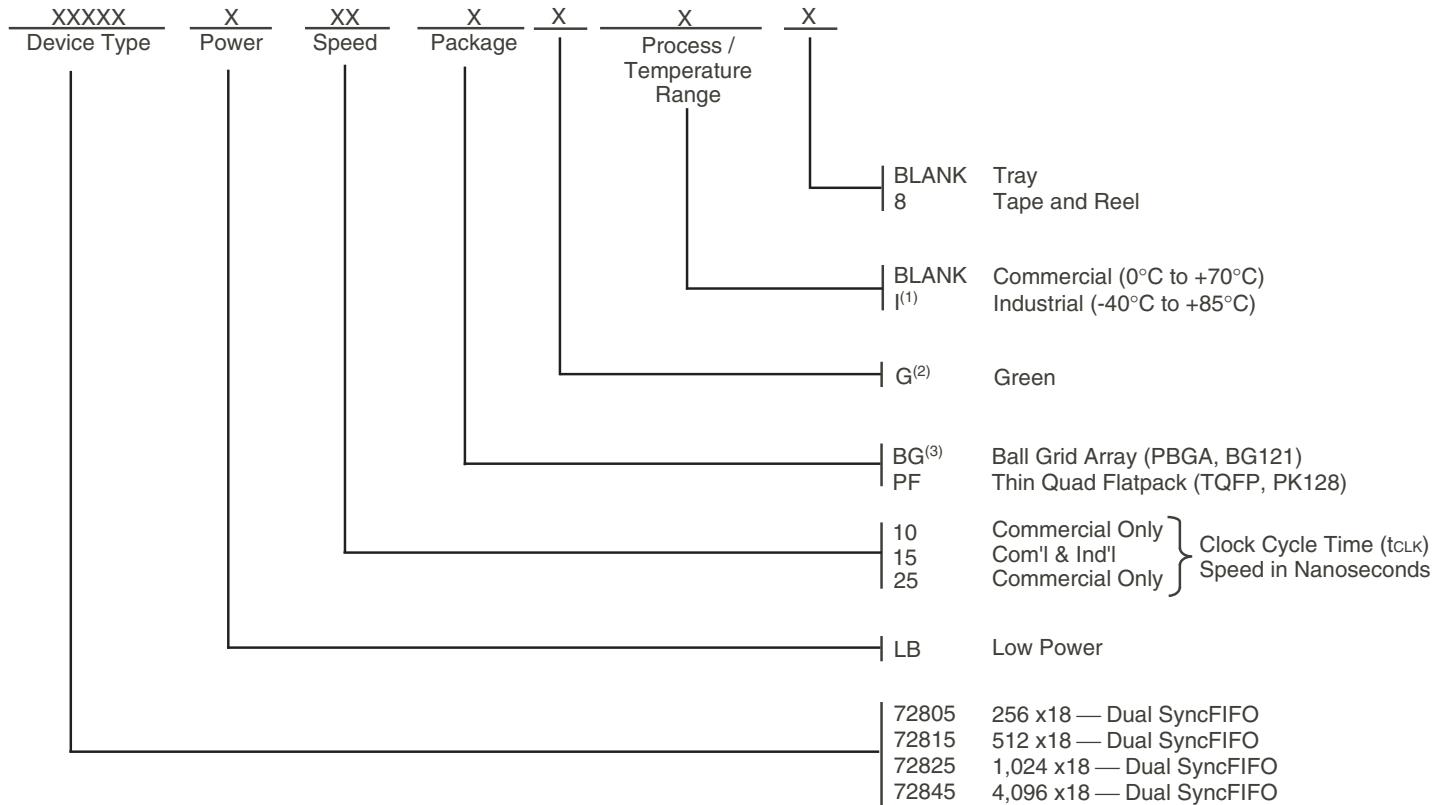 XXXXX X XX X X X X
Device Type Power Speed Package Process /
Temperature
Range
BLANK Tray
8 Tape and Reel
BLANK Commercial (0°C to +70°C)
I(1) Industrial (-40°C to +85°C)
G(2) Green
BG(3) Ball Grid Array (PBGA, BG121)
PF Thin Quad Flatpack (TQFP, PK128)
10 Commercial Only
15 Com'l & Ind'l
25 Commercial Only
Clock Cycle Time (tCLK)
Speed in Nanoseconds
LB Low Power
72805 256 x18 — Dual SyncFIFO
72815 512 x18 — Dual SyncFIFO
72825 1,024 x18 — Dual SyncFIFO
72845 4,096 x18 — Dual SyncFIFO